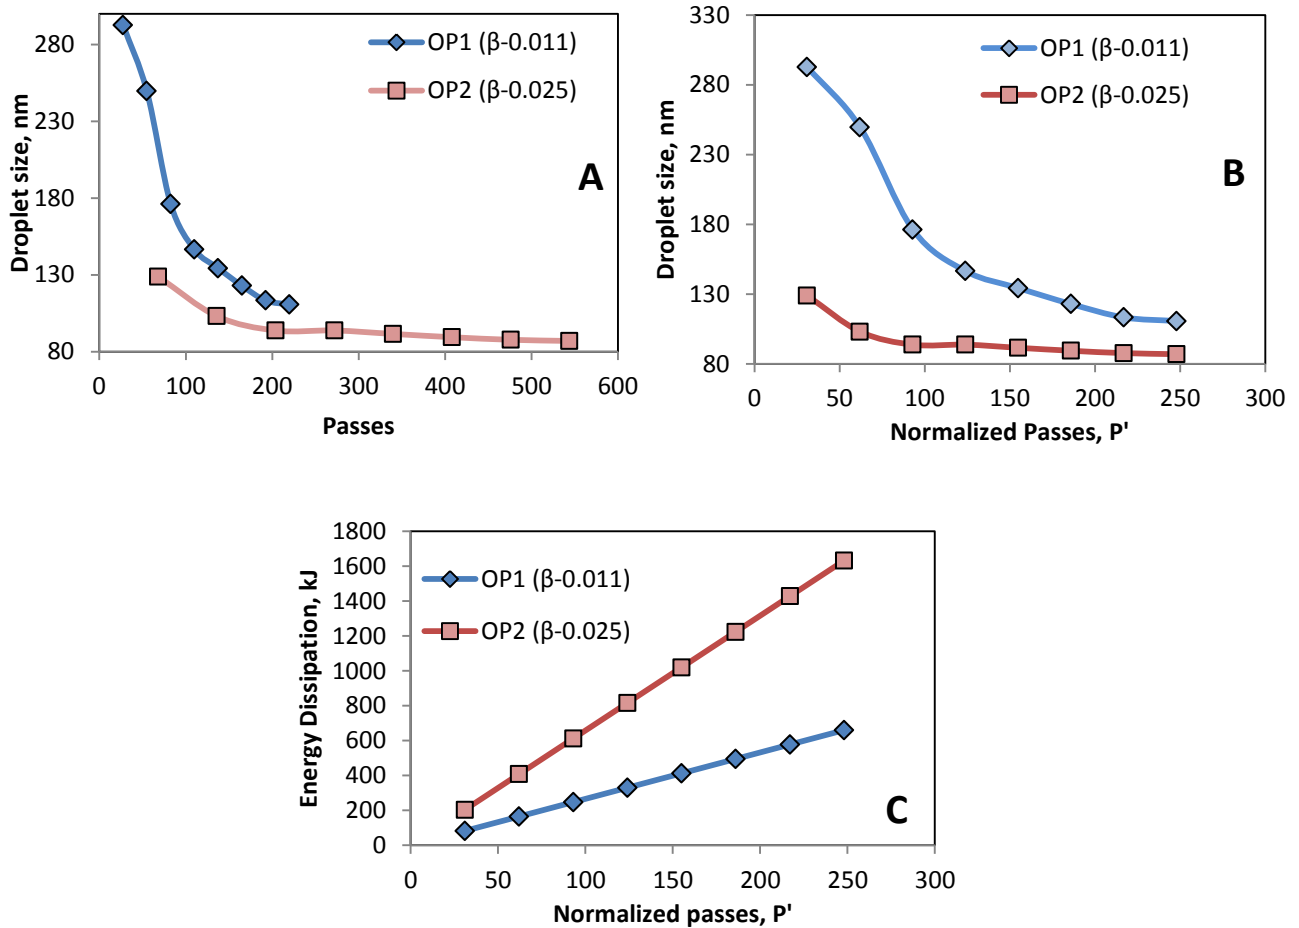 280
230
180
130
80
Droplet size, nm
OP1 (β-0.011)
OP2 (β-0.025)
A
0 100 200 300 400 500 600
Passes
330
280
230
180
130
80
Droplet size, nm
OP1 (β-0.011)
OP2 (β-0.025)
B
0 50 100 150 200 250 300
Normalized Passes, P'
1800
1600
1400
1200
1000
800
600
400
200
0
Energy Dissipation, kJ
OP1 (β-0.011)
OP2 (β-0.025)
C
0 50 100 150 200 250 300
Normalized passes, P'